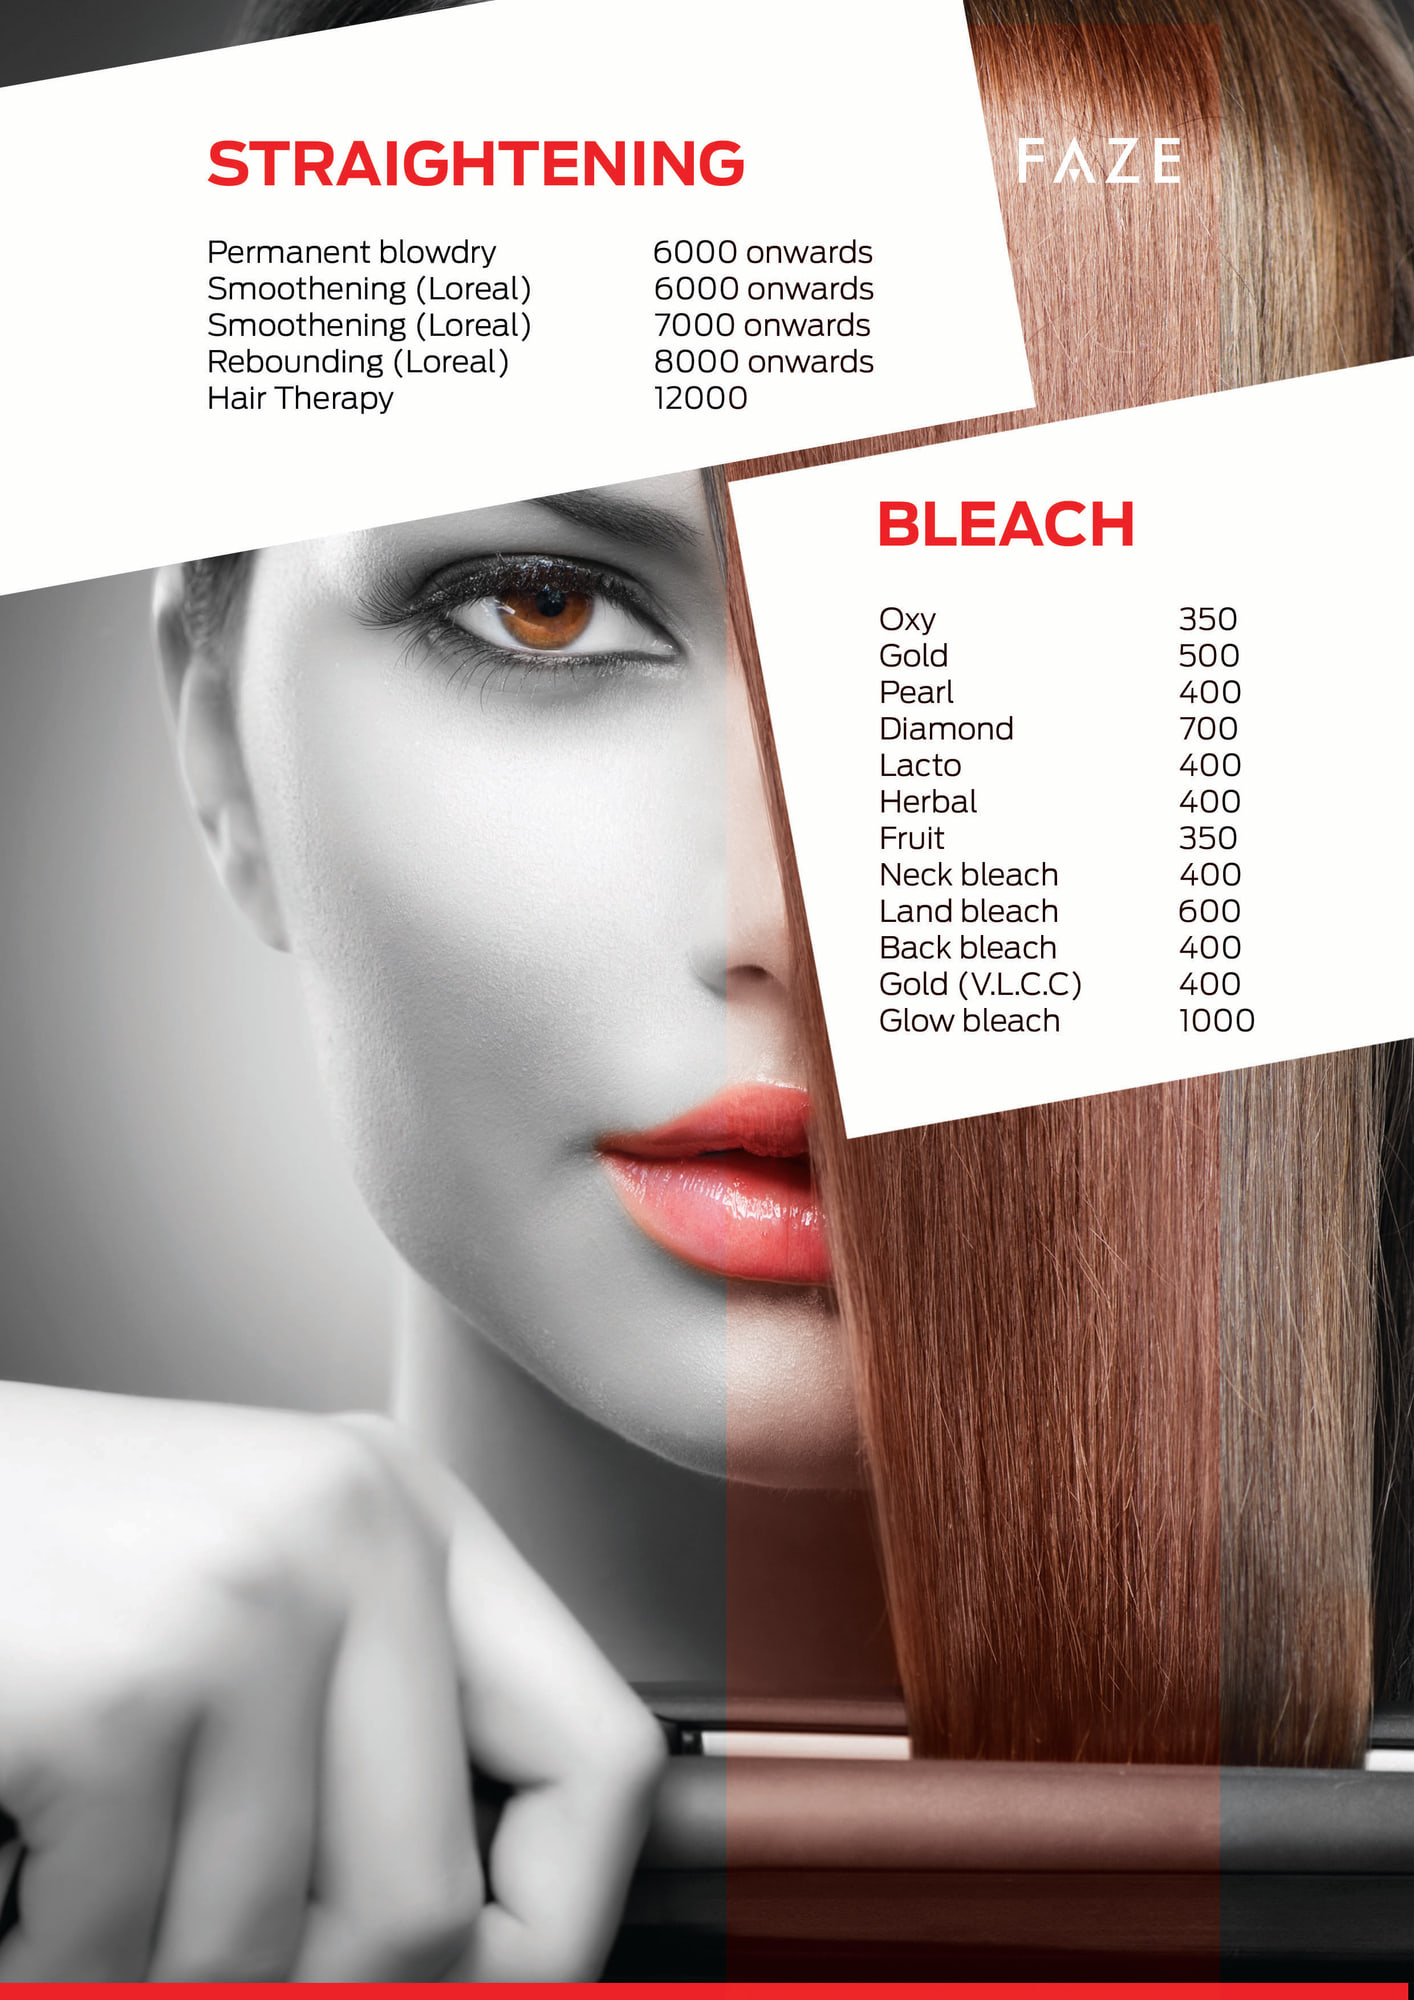 STRAIGHTENING
FAZE
Permanent blowdry 6000 onwards
Smoothening (Loreal) 6000 onwards
Smoothening (Loreal) 7000 onwards
Rebounding (Loreal) 8000 onwards
Hair Therapy 12000
BLEACH
Oxy 350
Gold 500
Pearl 400
Diamond 700
Lacto 400
Herbal 400
Fruit 350
Neck bleach 400
Land bleach 600
Back bleach 400
Gold (V.L.C.C) 400
Glow bleach 1000